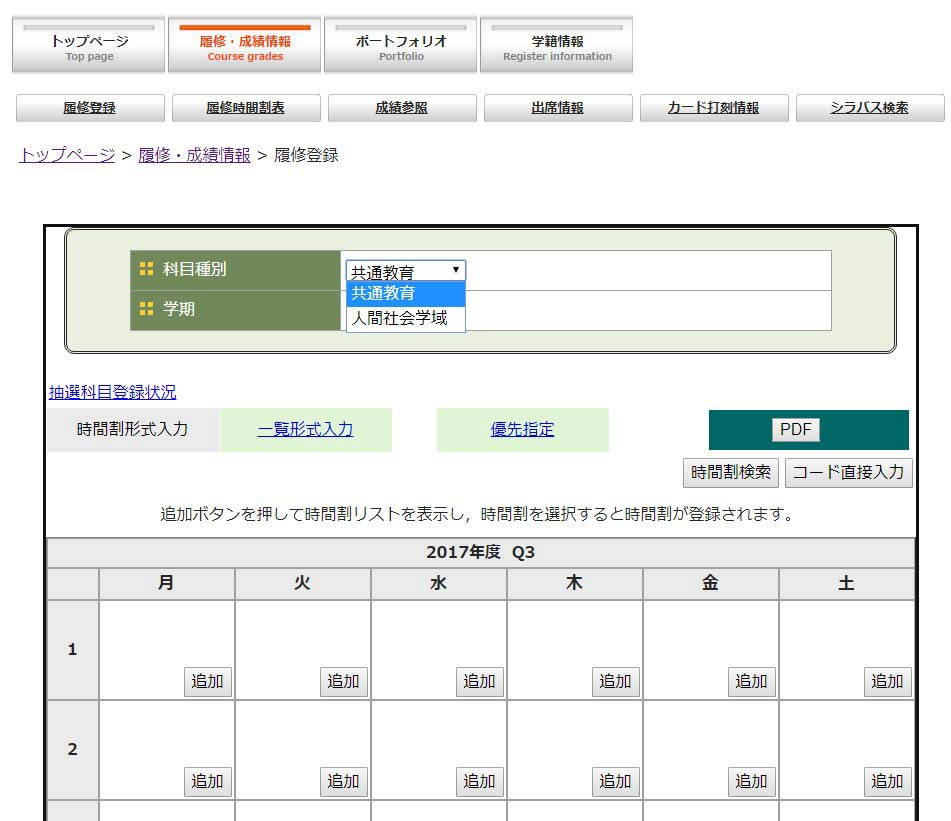 トップページ 履修・成績情報 ポートフォリオ 学籍情報
Top page Course grades Portfolio Register information
履修登録 履修時間割表 成績参照 出席情報 カード打刻情報 シラバス検索
トップページ > 履修・成績情報 > 履修登録
科目種別 共通教育
共通教育
学期 人間社会学域
抽選科目登録状況
時間割形式入力 一覧形式入力 優先指定 PDF
時間割検索 コード直接入力
追加ボタンを押して時間割リストを表示し，時間割を選択すると時間割が登録されます。
2017年度 Q3
月 火 水 木 金 土
1
追加 追加 追加 追加 追加 追加
2
追加 追加 追加 追加 追加 追加